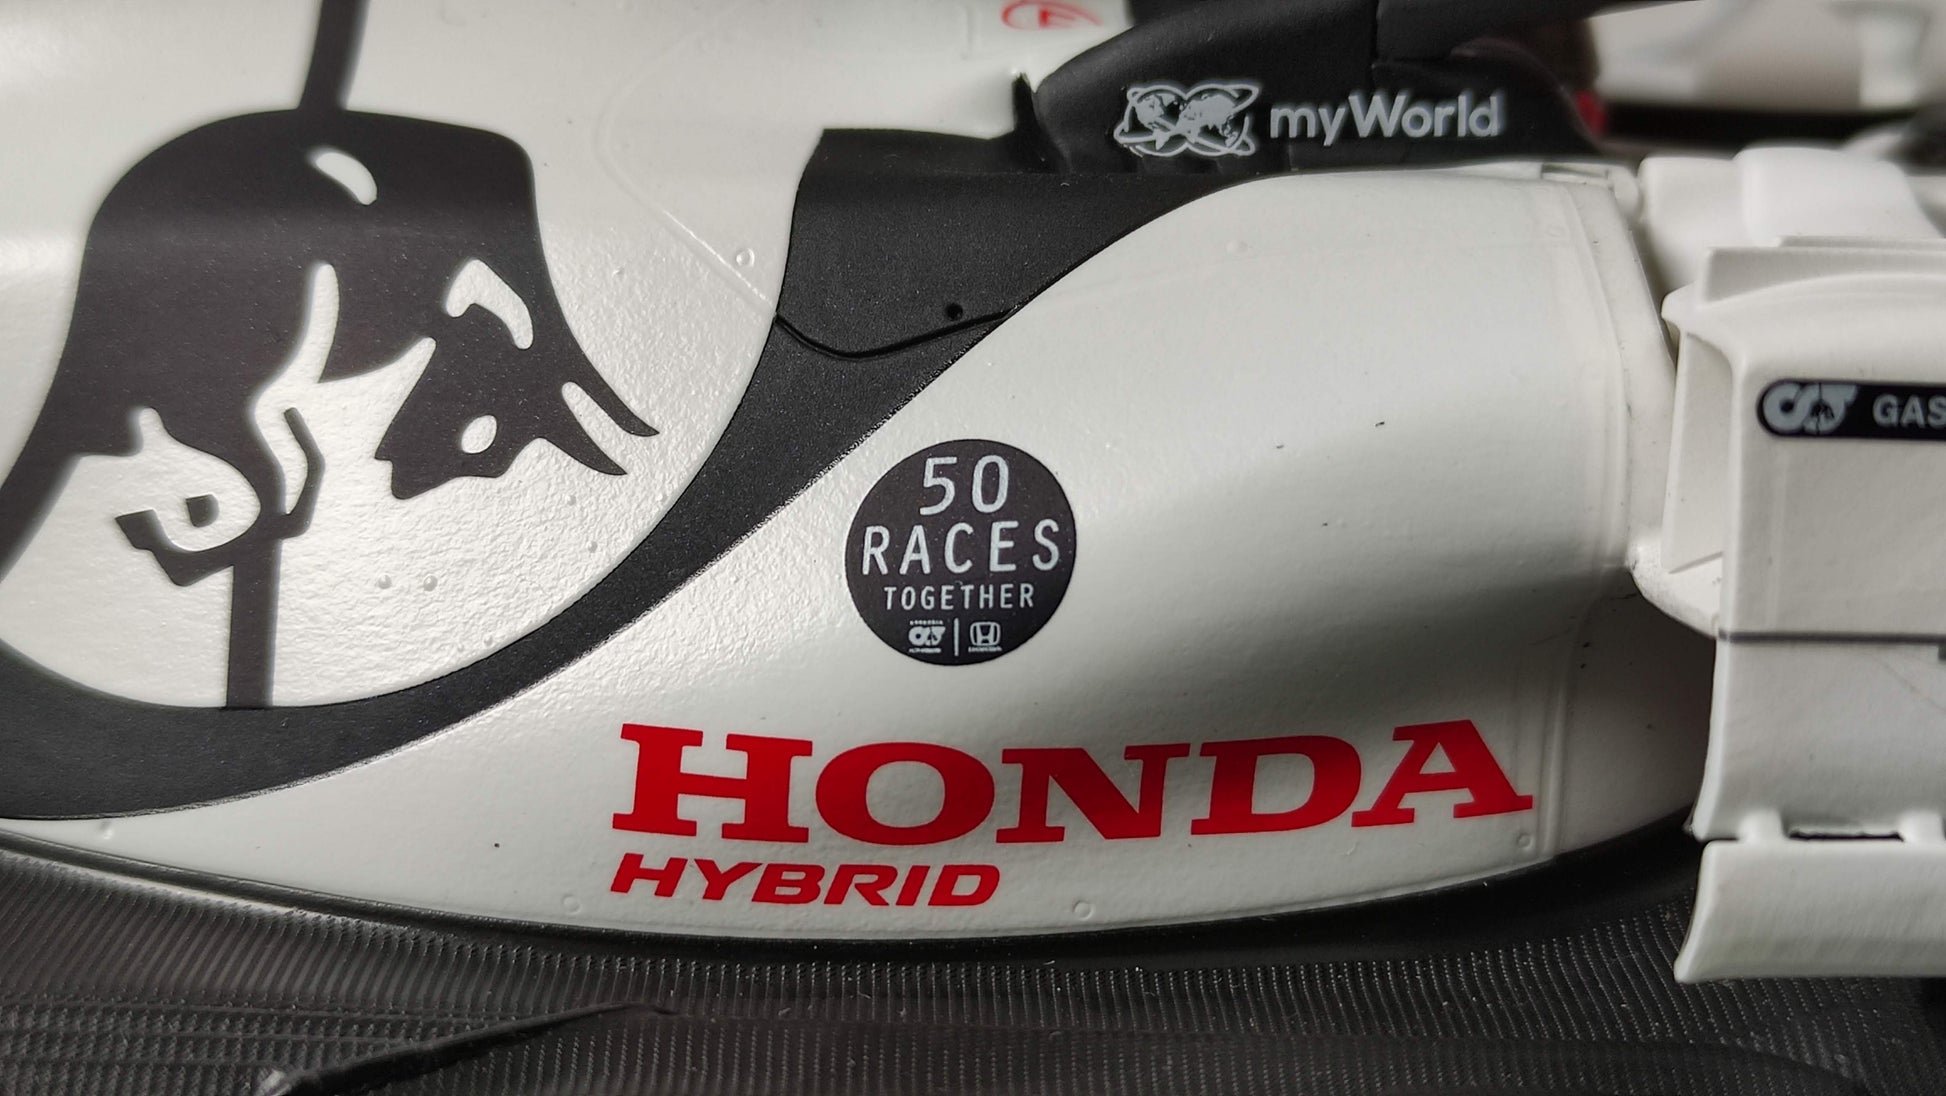 myWorld
GAS
50
RACES
TOGETHER
HONDA
HYBRID